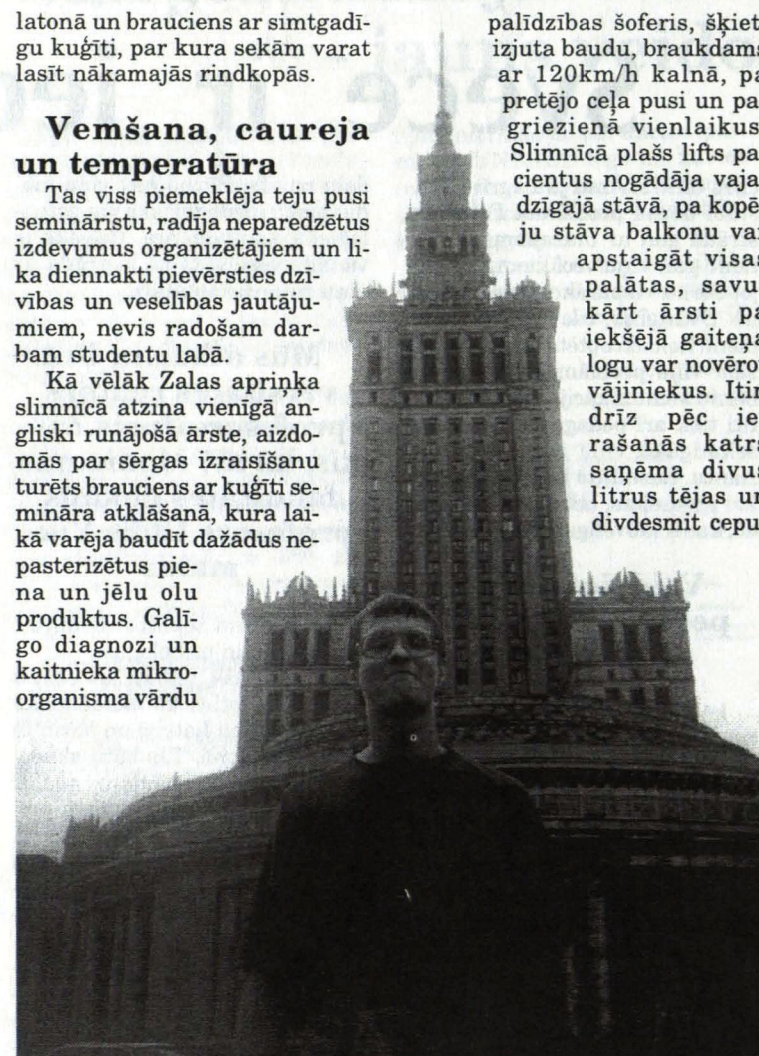 latonā un brauciens ar simtgadī-
gu kuģīti, par kura sekām varat
lasīt nākamajās rindkopās.
Vemšana, caureja
un temperatūra
Tas viss piemeklēja teju pusi
semināristu, radīja neparedzētus
izdevumus organizētājiem un li-
ka diennakti pievērsties dzī-
vības un veselības jautāju-
miem, nevis radošam dar-
bam studentu labā.
Kā vēlāk Zalas apriņķa
slimnīcā atzina vienīgā an-
gliski runājošā ārste, aizdo-
mās par sērgas izraisīšanu
turēts brauciens ar kuģīti se-
mināra atklāšanā, kura lai-
kā varēja baudīt dažādus ne-
pasterizētus pie-
na un jēlu olu
produktus. Galī-
go diagnozi un
kaitnieka mikro-
organisma vārdu
palīdzības šoferis, šķiet,
izjuta baudu, braukdams
ar 120km/h kalnā, pa
pretējo ceļa pusi un pa-
griezienā vienlaikus.
Slimnīcā plašs lifts pa-
cientus nogādāja vaja-
dzīgajā stāvā, pa kopē-
ju stāva balkonu var
apstaigāt visas
palātas, savu-
kārt ārsti pa
iekšējā gaiteņa
logu var novērot
vājiniekus. Itin
drīz pēc ie-
rašanās katrs
saņēma divus
litrus tējas un
divdesmit cepu-